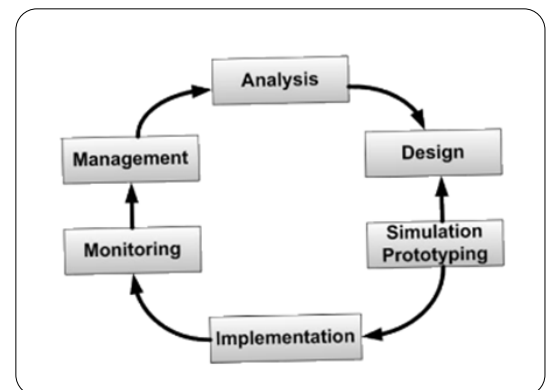 Analysis
Design
Simulation
Prototyping
Implementation
Monitoring
Management